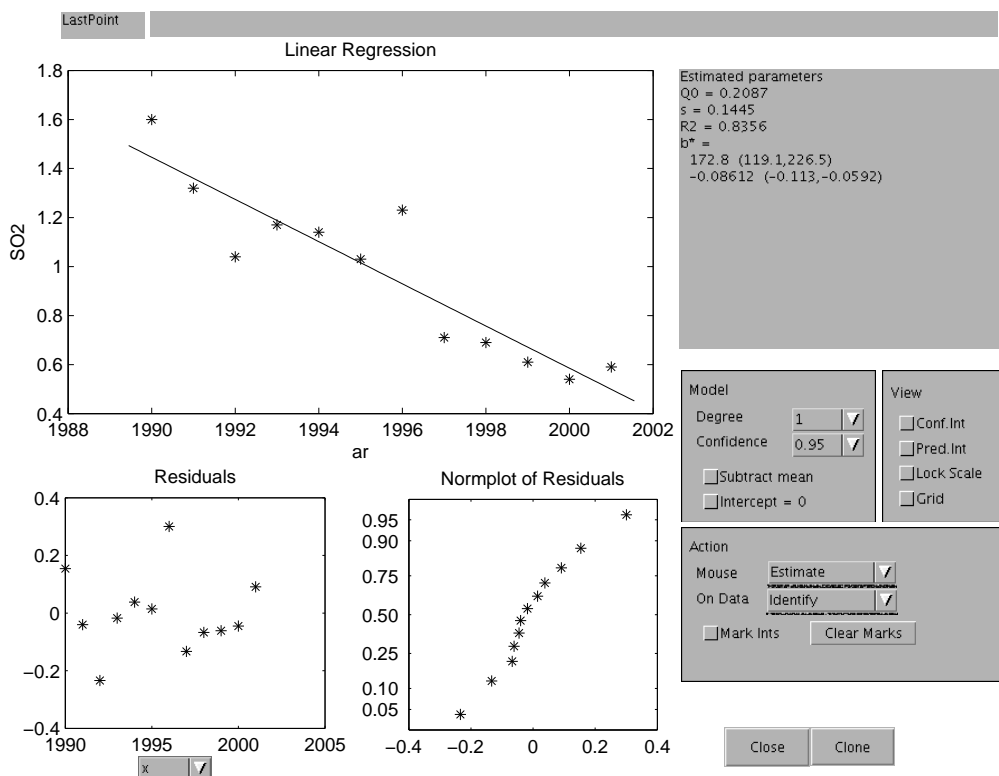 LastPoint
Linear Regression
1.8
1.6
1.4
1.2
1
0.8
0.6
0.4
SO2
1988 1990 1992 1994 1996 1998 2000 2002
ar
Estimated parameters
Q0 = 0.2087
s = 0.1445
R2 = 0.8356
b* =
172.8 (119.1,226.5)
-0.08612 (-0.113,-0.0592)
Residuals
0.4
0.2
0
−0.2
−0.4
1990 1995 2000 2005
x
Normplot of Residuals
0.95
0.90
0.75
0.50
0.25
0.10
0.05
−0.4 −0.2 0 0.2 0.4
Model
Degree 1
Confidence 0.95
Subtract mean
Intercept = 0
View
Conf.Int
Pred.Int
Lock Scale
Grid
Action
Mouse Estimate
On Data Identify
Mark Ints Clear Marks
Close Clone